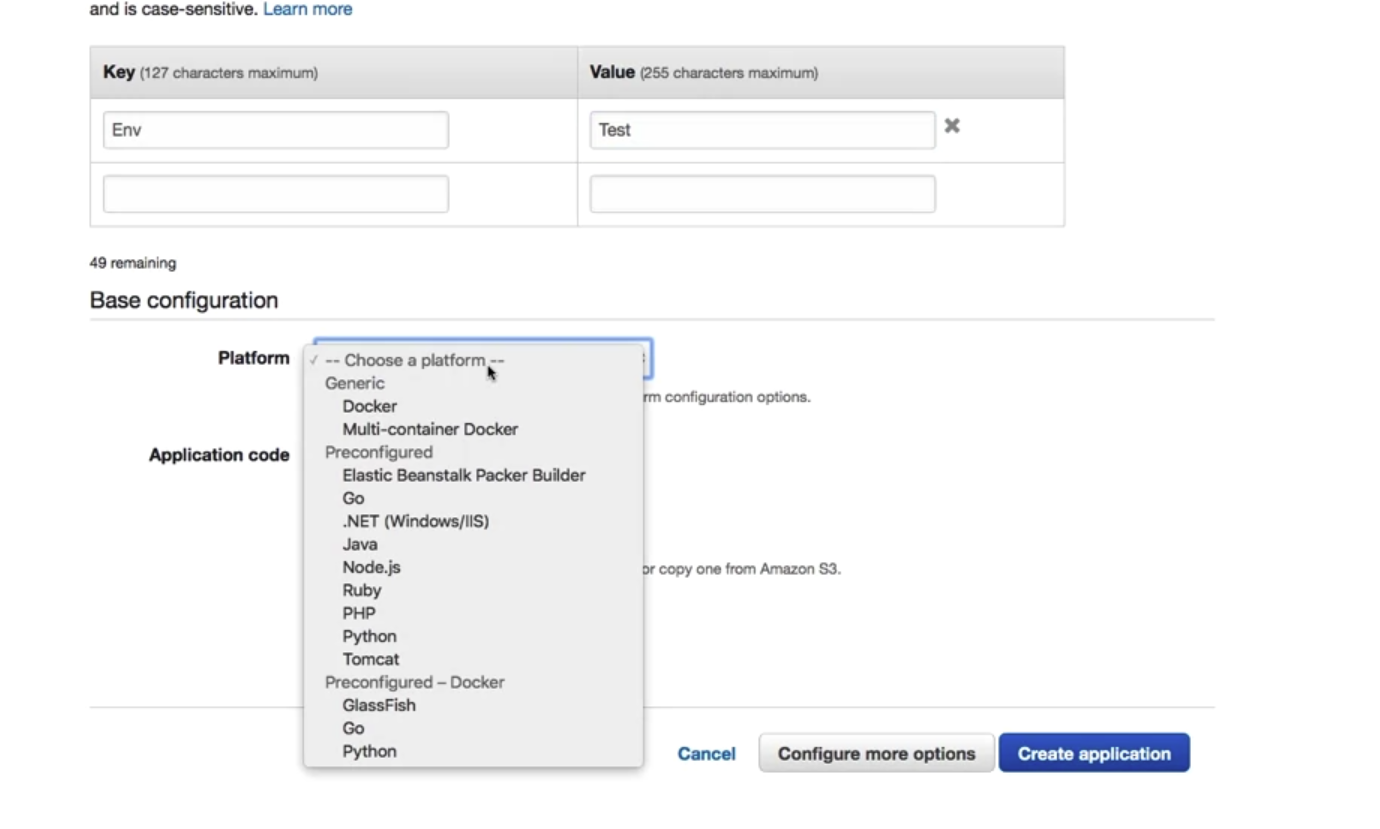 and is case-sensitive. Learn more
Key (127 characters maximum) Value (255 characters maximum)
Env Test
49 remaining
Base configuration
Platform
-- Choose a platform --
Generic
rm configuration options.
Docker
Multi-container Docker
Application code
Preconfigured
Elastic Beanstalk Packer Builder
Go
.NET (Windows/IIS)
Java
Node.js
or copy one from Amazon S3.
Ruby
PHP
Python
Tomcat
Preconfigured – Docker
GlassFish
Go
Python
Cancel Configure more options Create application